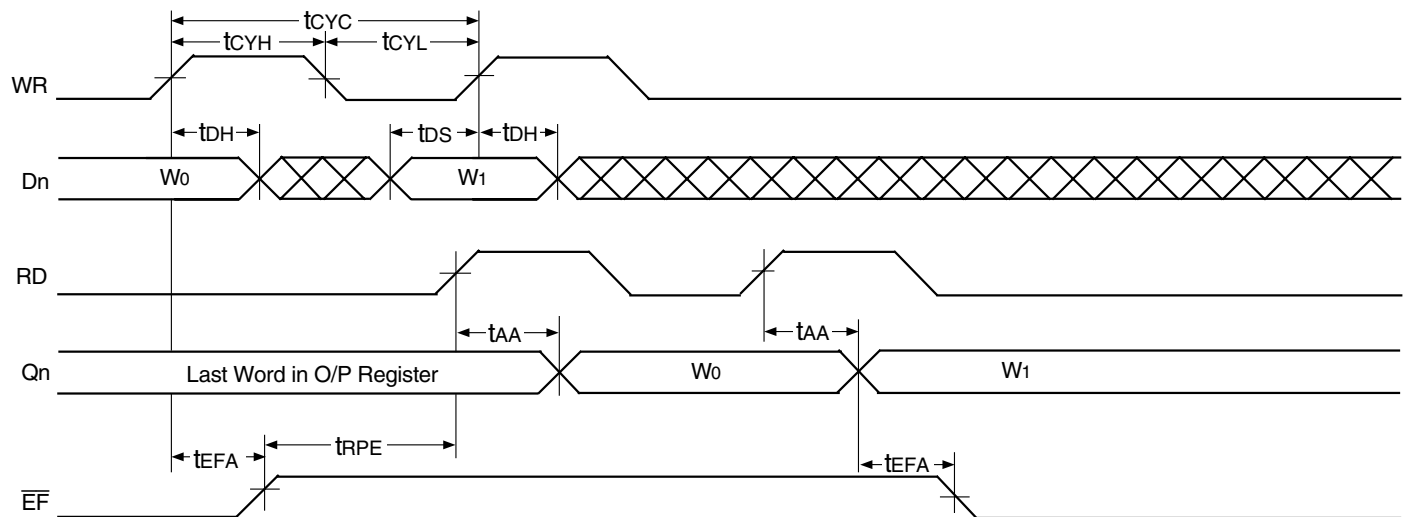 tCYC
tCYH tCYL
WR
tDH tDS tDH
Dn W0 W1
RD
tAA tAA
Qn Last Word in O/P Register W0 W1
tEFA tRPE tEFA
EF